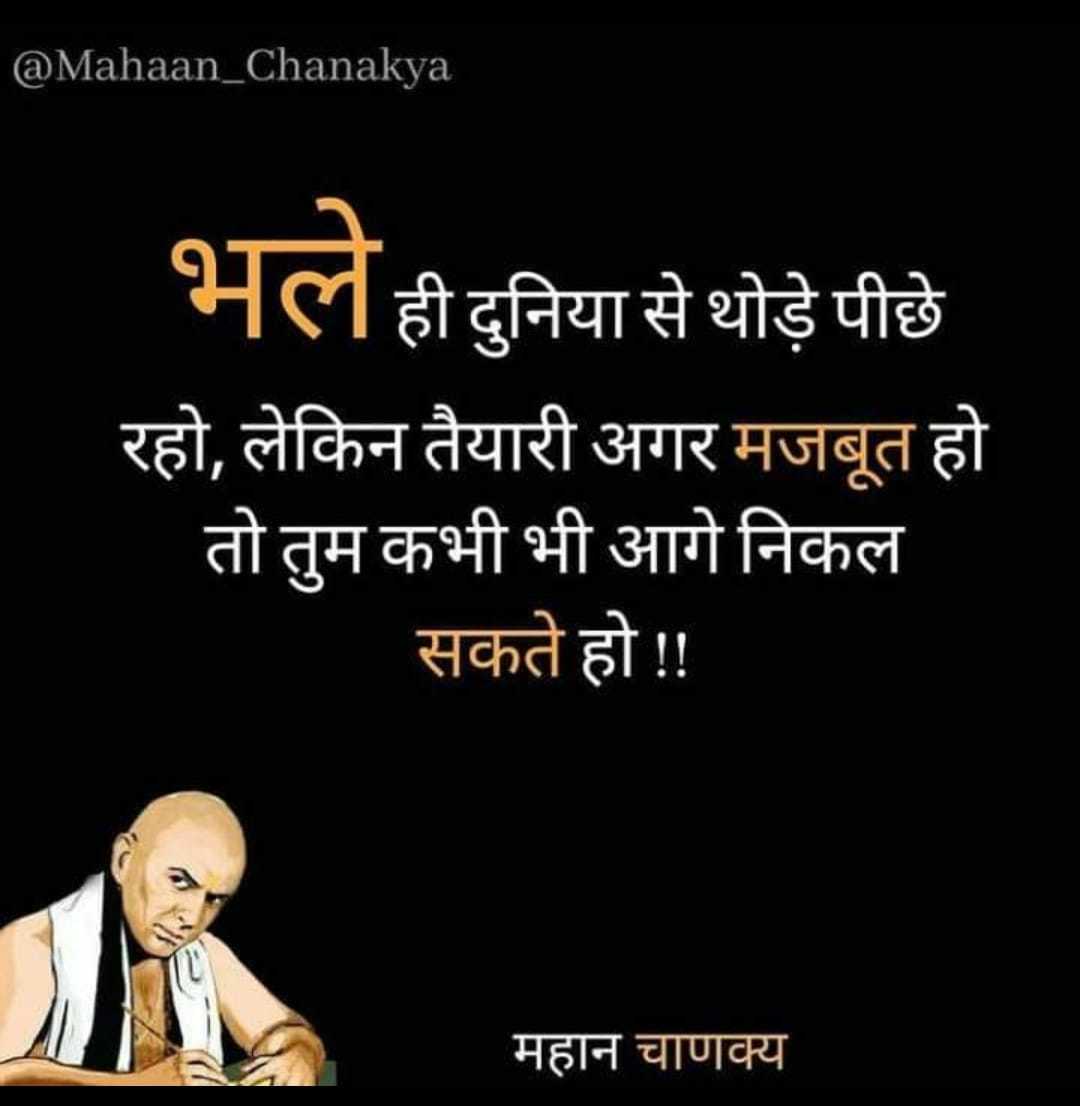 @Mahaan_Chanakya
भले ही दुनिया से थोड़े पीछे
रहो, लेकिन तैयारी अगर मजबूत हो
तो तुम कभी भी आगे निकल
सकते हो !!
महान चाणक्य